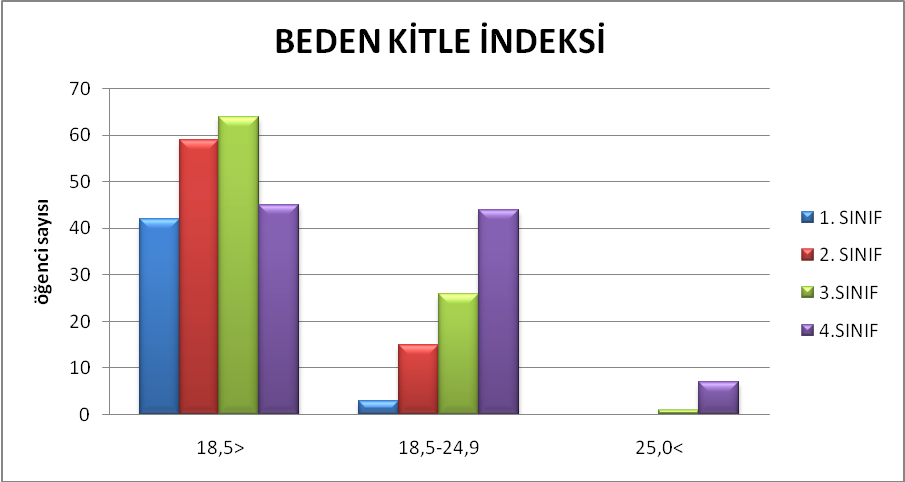 BEDEN KİTLE İNDEKSİ
70
60
50
40
30
20
10
0
öğenci sayısı
18,5>
18,5-24,9
25,0<
1. SINIF
2. SINIF
3.SINIF
4.SINIF